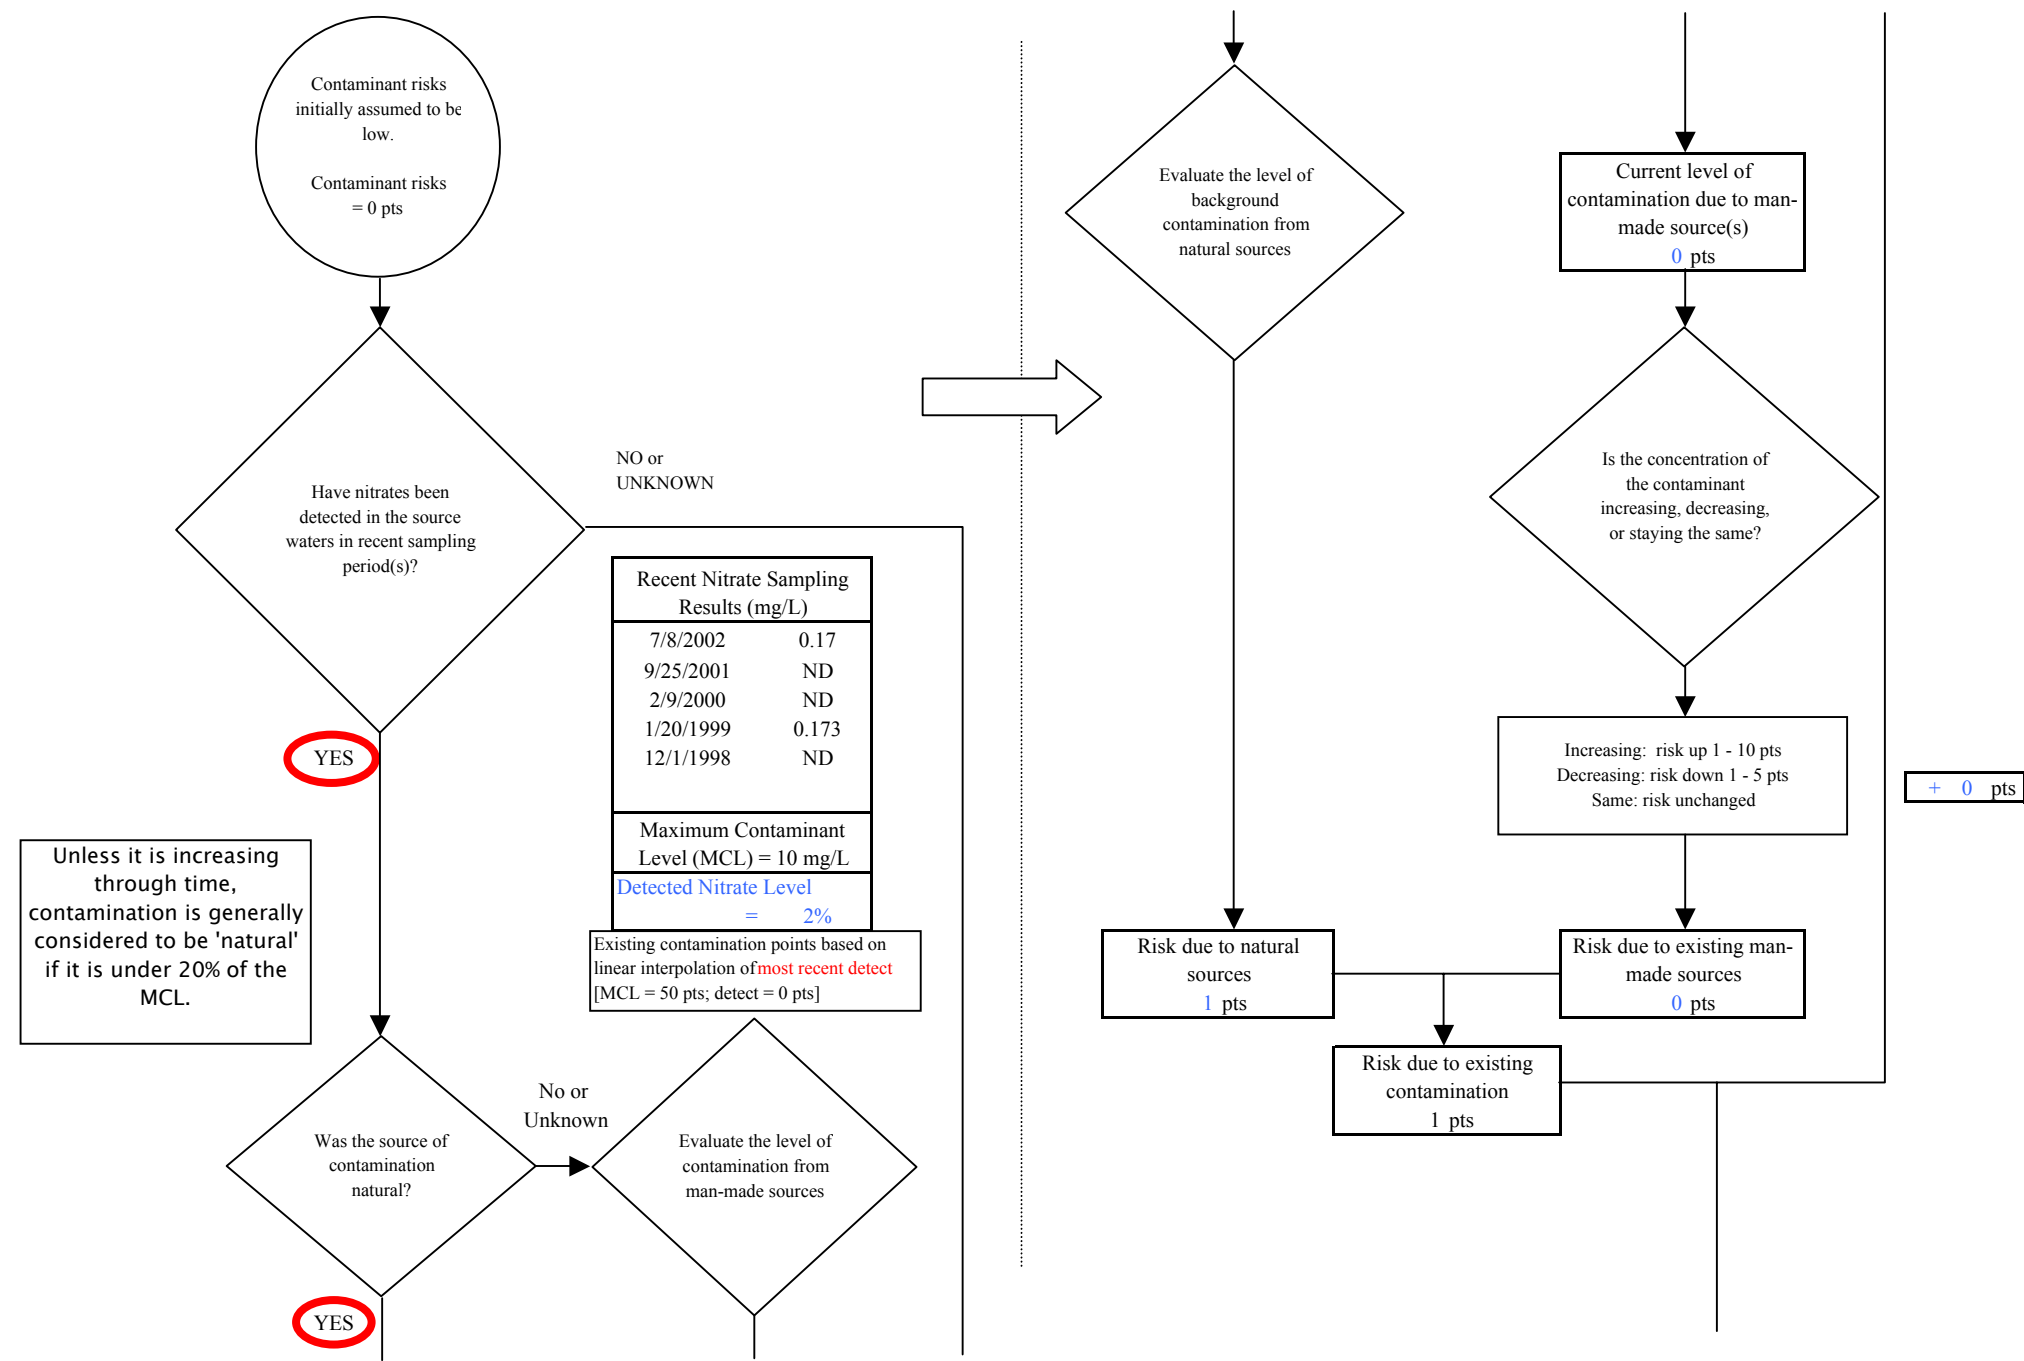 Contaminant risks
initially assumed to be
low.
Contaminant risks
= 0 pts
Have nitrates been
detected in the source
waters in recent sampling
period(s)?
NO or
UNKNOWN
YES
Recent Nitrate Sampling
Results (mg/L)
7/8/2002 0.17
9/25/2001 ND
2/9/2000 ND
1/20/1999 0.173
12/1/1998 ND
Maximum Contaminant
Level (MCL) = 10 mg/L
Detected Nitrate Level
= 2%
Existing contamination points based on
linear interpolation of most recent detect
[MCL = 50 pts; detect = 0 pts]
Unless it is increasing
through time,
contamination is generally
considered to be 'natural'
if it is under 20% of the
MCL.
Was the source of
contamination
natural?
No or
Unknown
Evaluate the level of
contamination from
man-made sources
YES
Evaluate the level of
background
contamination from
natural sources
Current level of
contamination due to man-
made source(s)
0 pts
Is the concentration of
the contaminant
increasing, decreasing,
or staying the same?
Increasing: risk up 1 - 10 pts
Decreasing: risk down 1 - 5 pts
Same: risk unchanged
+ 0 pts
Risk due to natural
sources
1 pts
Risk due to existing man-
made sources
0 pts
Risk due to existing
contamination
1 pts